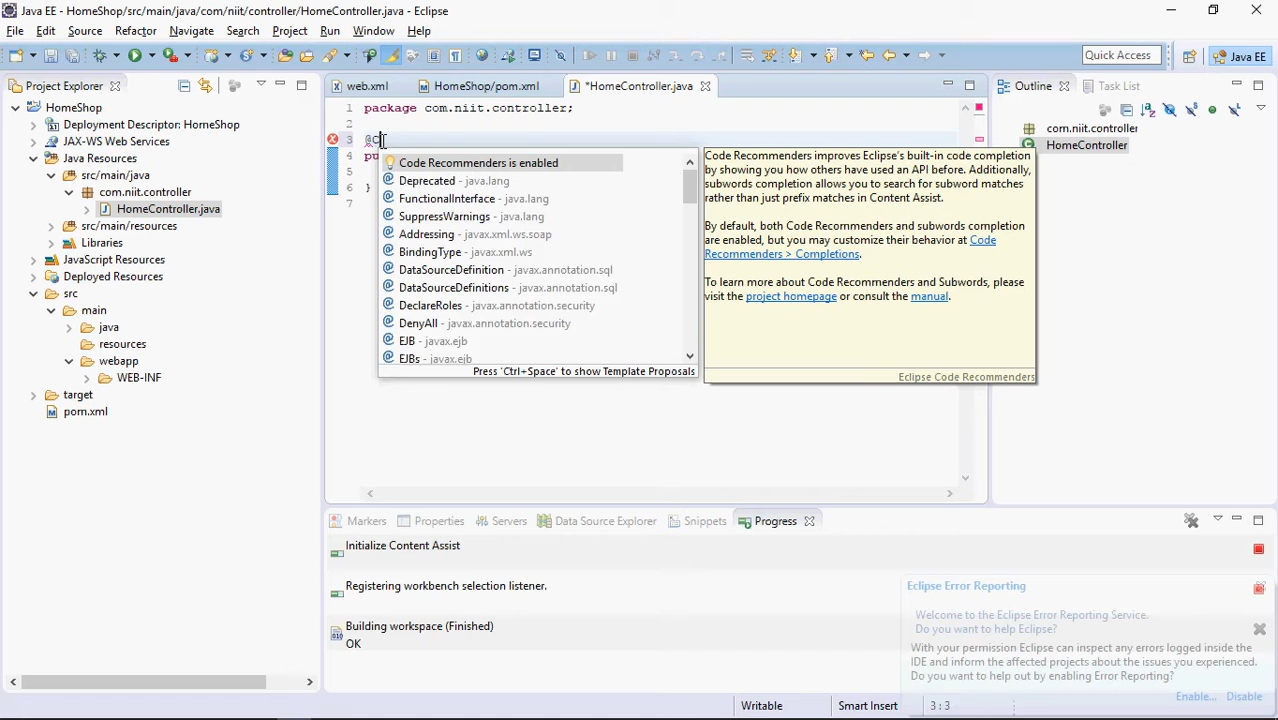 Java EE - HomeShop/src/main/java/com/niit/controller/HomeController.java - Eclipse
File Edit Source Refactor Navigate Search Project Run Window Help
Quick Access
Java EE
Project Explorer
HomeShop
Deployment Descriptor: HomeShop
JAX-WS Web Services
Java Resources
src/main/java
com.niit.controller
HomeController.java
src/main/resources
Libraries
JavaScript Resources
Deployed Resources
src
main
java
resources
webapp
WEB-INF
target
pom.xml
web.xml
HomeShop/pom.xml
*HomeController.java
1 package com.niit.controller;
2
3 @C
4 pu
5
6 }
7
Code Recommenders is enabled
Deprecated - java.lang
FunctionalInterface - java.lang
SuppressWarnings - java.lang
Addressing - javax.xml.ws.soap
BindingType - javax.xml.ws
DataSourceDefinition - javax.annotation.sql
DataSourceDefinitions - javax.annotation.sql
DeclareRoles - javax.annotation.security
DenyAll - javax.annotation.security
EJB - javax.ejb
EJBs - javax.ejb
Press 'Ctrl+Space' to show Template Proposals
Code Recommenders improves Eclipse's built-in code completion
by showing you how others have used an API before. Additionally,
subwords completion allows you to search for subword matches
rather than just prefix matches in Content Assist.
By default, both Code Recommenders and subwords completion
are enabled, but you may customize their behavior at Code
Recommenders > Completions.
To learn more about Code Recommenders and Subwords, please
visit the project homepage or consult the manual.
Eclipse Code Recommenders
Outline
Task List
com.niit.controller
HomeController
Markers
Properties
Servers
Data Source Explorer
Snippets
Progress
Initialize Content Assist
Registering workbench selection listener.
Building workspace (Finished)
OK
Eclipse Error Reporting
Welcome to the Eclipse Error Reporting Service.
Do you want to help Eclipse?
With your permission Eclipse can inspect any errors logged inside the
IDE and inform the affected projects about the issues you experienced.
Do you want to help out by enabling Error Reporting?
Enable... Disable
Writable
Smart Insert
3 : 3